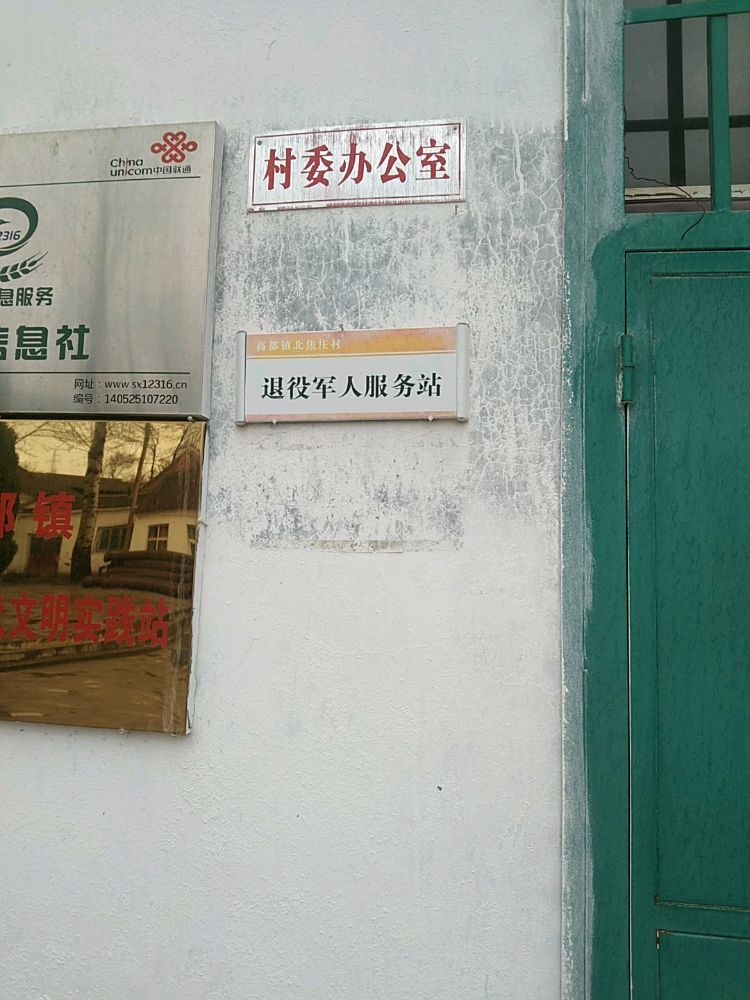 China
unicom中国联通
2316
息服务
信息社
网址：www.sx12316.cn
编号：140525107220
村委办公室
高都镇北焦庄村
退役军人服务站
都镇
文明实践站